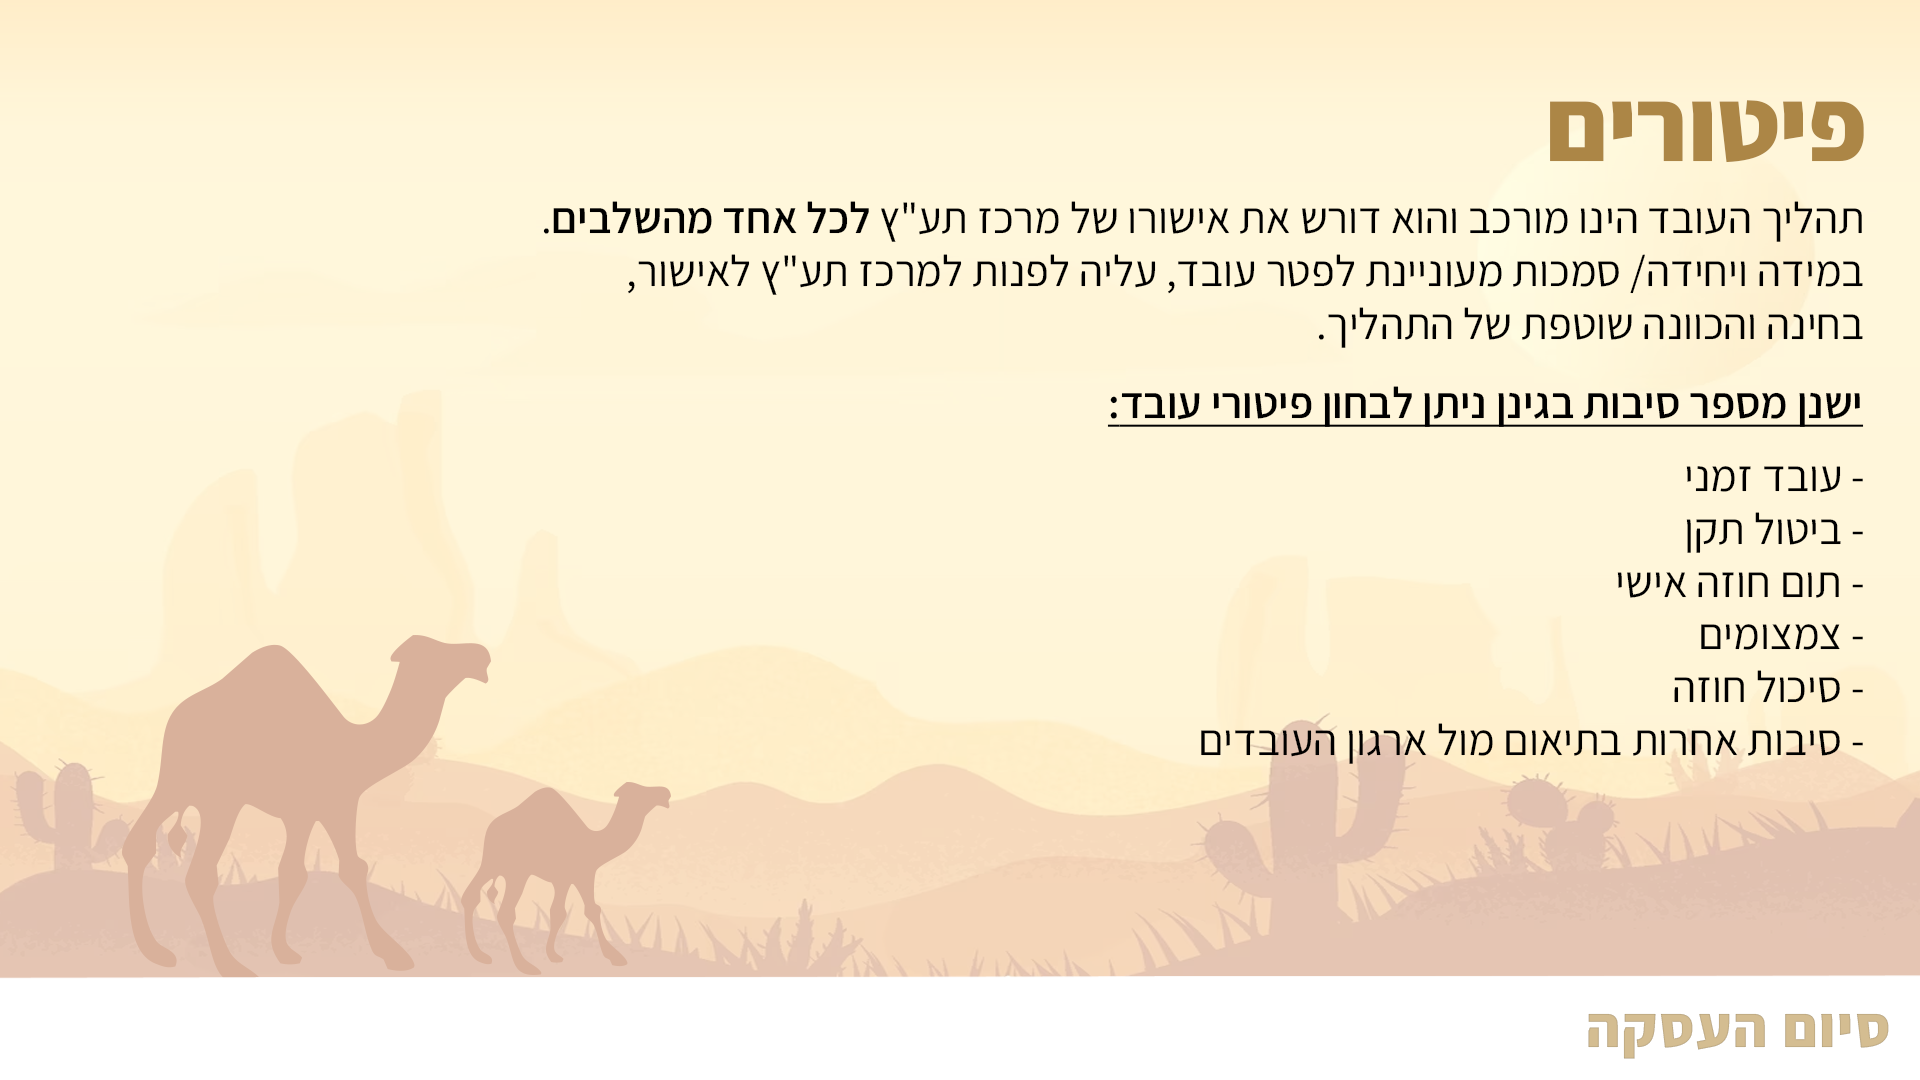 פיטורים
תהליך העובד הינו מורכב והוא דורש את אישורו של מרכז תע"ץ לכל אחד מהשלבים.
במידה ויחידה/ סמכות מעוניינת לפטר עובד, עליה לפנות למרכז תע"ץ לאישור,
בחינה והכוונה שוטפת של התהליך.
ישנן מספר סיבות בגינן ניתן לבחון פיטורי עובד:
- עובד זמני
- ביטול תקן
- תום חוזה אישי
- צמצומים
- סיכול חוזה
- סיבות אחרות בתיאום מול ארגון העובדים
סיום העסקה